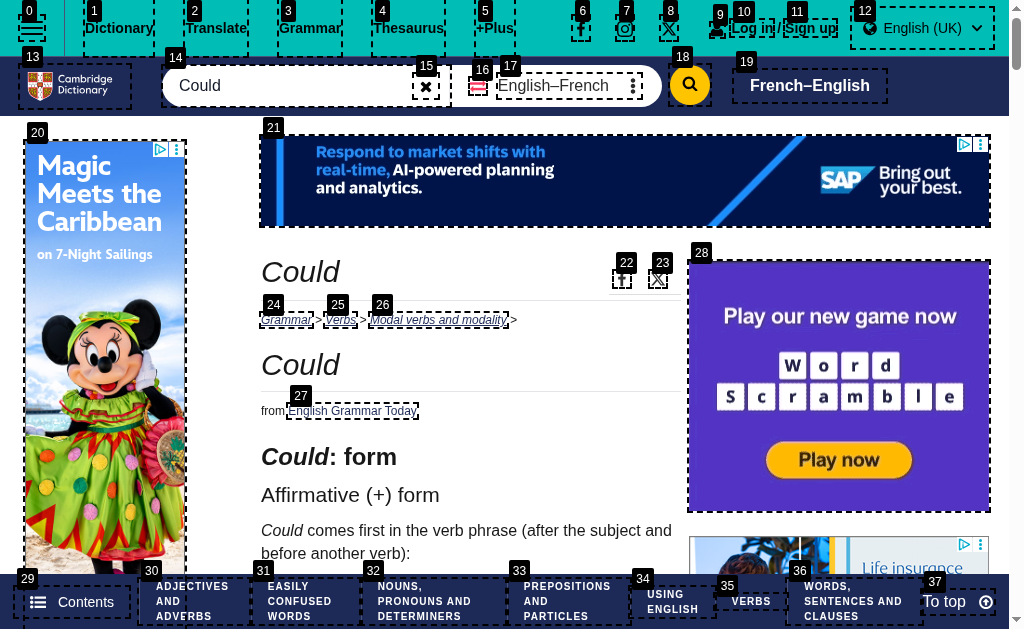 0 1 2 3 4 5 6 7 8 9 10 11 12
Dictionary Translate Grammar Thesaurus +Plus Log in / Sign up English (UK)
13 14 15 16 17 18 19
Cambridge
Dictionary
Could
English–French
French–English
20
Magic
Meets the
Caribbean
on 7-Night Sailings
21
Respond to market shifts with
real-time, AI-powered planning
and analytics.
SAP Bring out
your best.
Could
22 23
24 25 26
Grammar > Verbs > Modal verbs and modality >
Could
27
from English Grammar Today
Could: form
Affirmative (+) form
Could comes first in the verb phrase (after the subject and
before another verb):
28
Play our new game now
Word
Scramble
Play now
Life insurance
29 30 31 32 33 34 35 36 37
Contents
ADJECTIVES
AND
ADVERBS
EASILY
CONFUSED
WORDS
NOUNS,
PRONOUNS AND
DETERMINERS
PREPOSITIONS
AND
PARTICLES
USING
ENGLISH
VERBS
WORDS,
SENTENCES AND
CLAUSES
To top